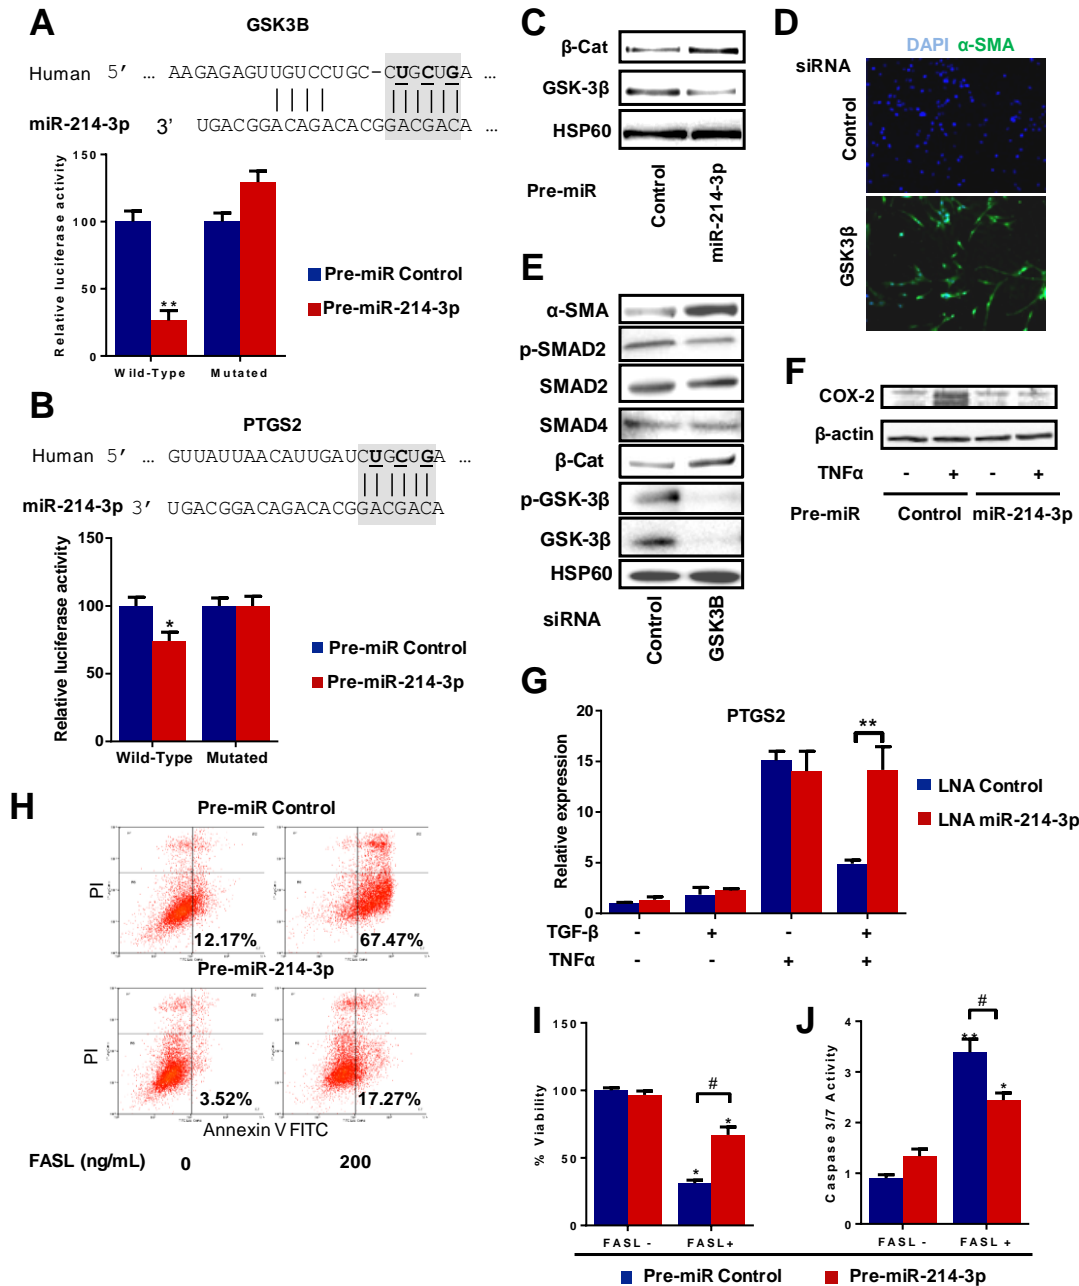 A
GSK3B
Human 5’ … AAGAGAGUUGUCCUGC–CUGCUGA …
miR-214-3p 3’ UGACGGACAGACACGGACGACA …
Relative luciferase activity
150
100
50
0
**
Wild-Type Mutated
Pre-miR Control
Pre-miR-214-3p
B
PTGS2
Human 5’ … GUUAUUAACAUUGAUCUGCUGA …
miR-214-3p 3’ UGACGGACAGACACGGACGACA
Relative luciferase activity
150
100
50
0
*
Wild-Type Mutated
Pre-miR Control
Pre-miR-214-3p
C
β-Cat
GSK-3β
HSP60
Pre-miR
Control
miR-214-3p
D
DAPI α-SMA
siRNA
Control
GSK3β
E
α-SMA
p-SMAD2
SMAD2
SMAD4
β-Cat
p-GSK-3β
GSK-3β
HSP60
siRNA
Control
GSK3B
F
COX-2
β-actin
TNFα - + - +
Pre-miR Control miR-214-3p
G
PTGS2
Relative expression
20
15
10
5
0
**
TGF-β - + - +
TNFα - - + +
LNA Control
LNA miR-214-3p
H
Pre-miR Control
PI
12.17% 67.47%
Pre-miR-214-3p
PI
3.52% 17.27%
Annexin V FITC
FASL (ng/mL) 0 200
I
% Viability
150
100
50
0
#
*
*
FASL - FASL+
J
Caspase 3/7 Activity
4
3
2
1
0
#
**
*
FASL - FASL +
Pre-miR Control Pre-miR-214-3p